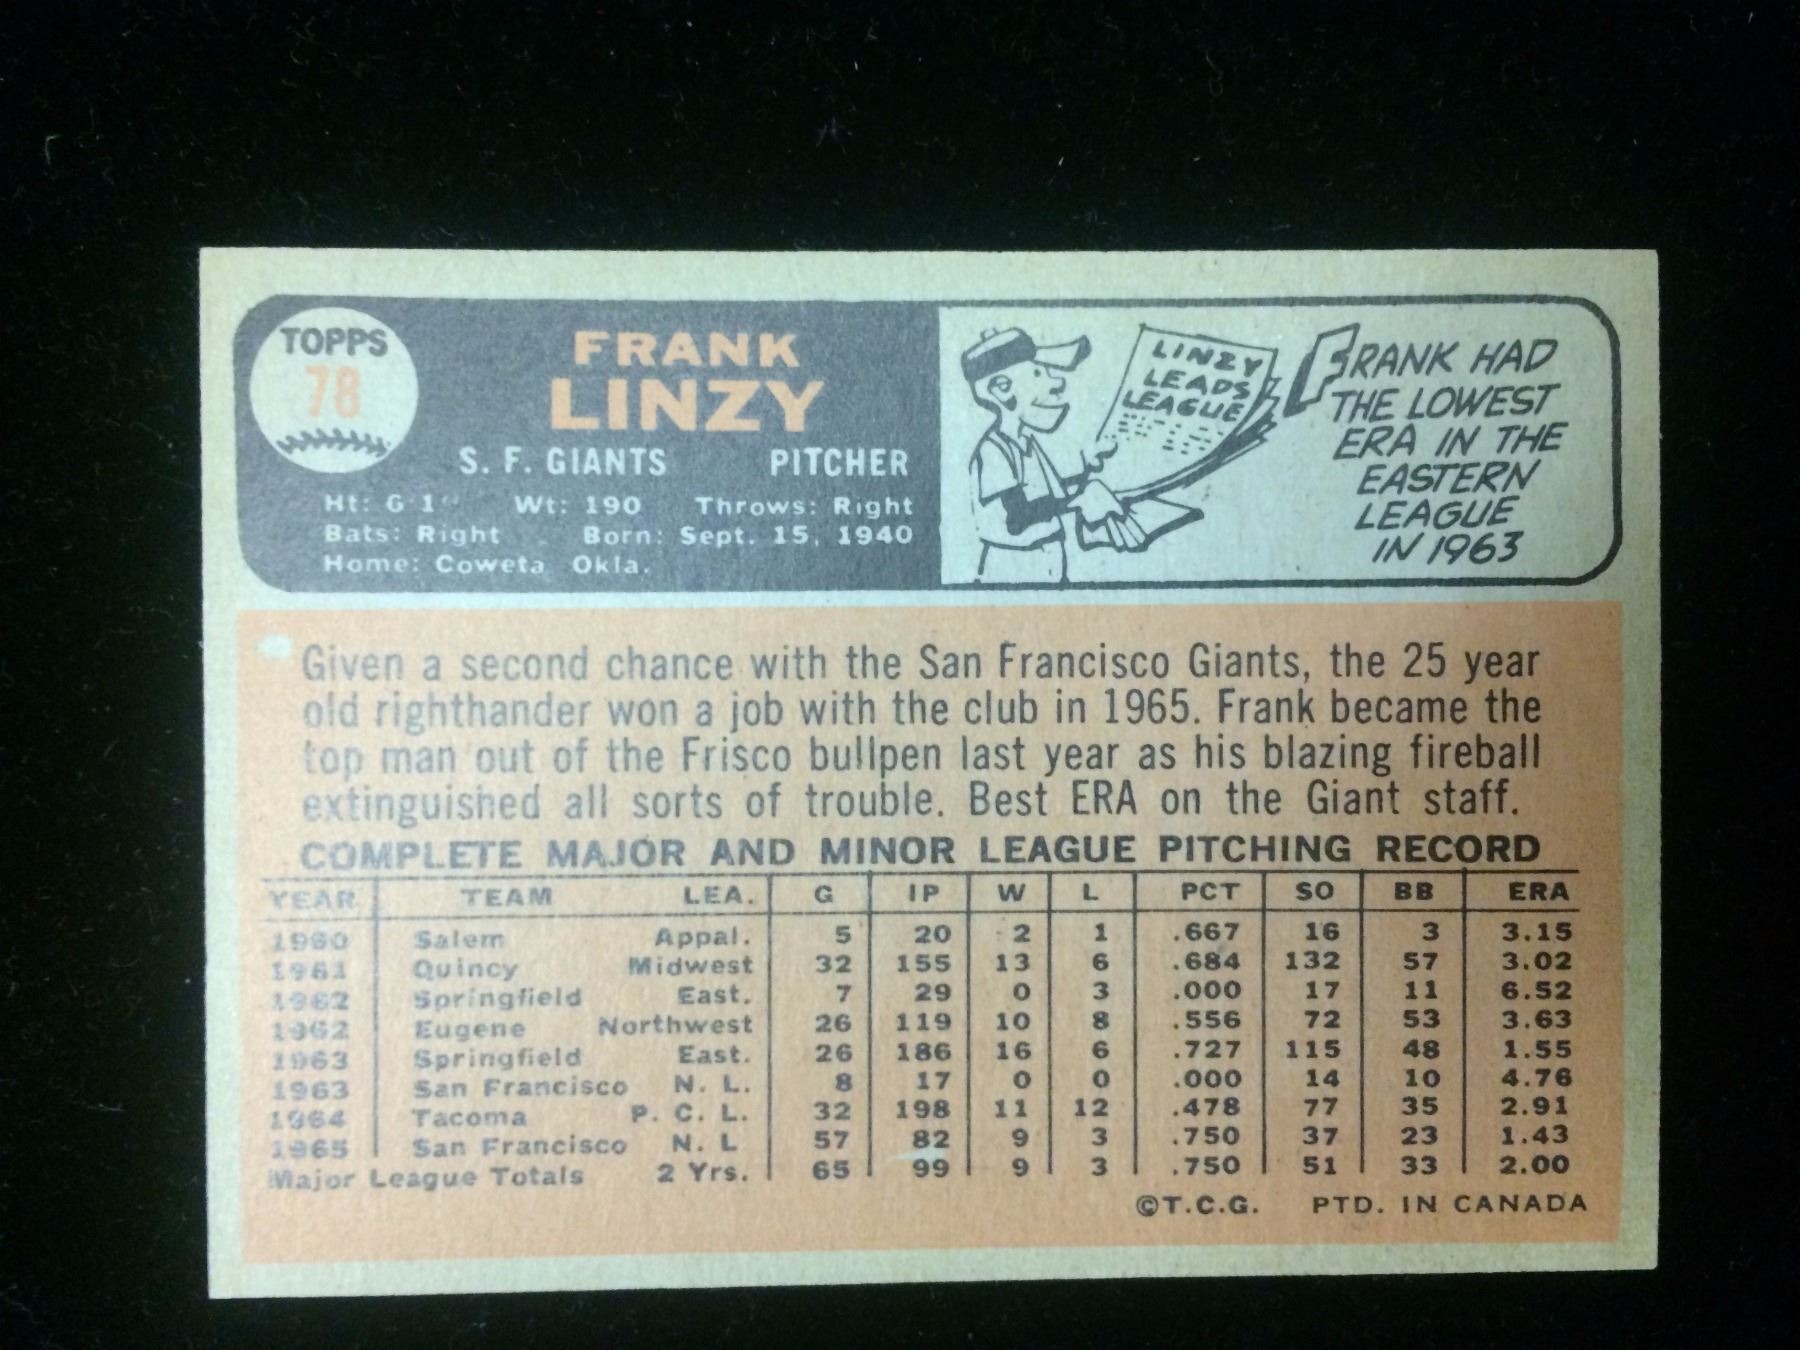 TOPPS
78
FRANK
LINZY
S. F. GIANTS PITCHER
Ht: 6'1" Wt: 190 Throws: Right
Bats: Right Born: Sept. 15, 1940
Home: Coweta Okla.
LINZY
LEADS
LEAGUE
FRANK HAD
THE LOWEST
ERA IN THE
EASTERN
LEAGUE
IN 1963
Given a second chance with the San Francisco Giants, the 25 year
old righthander won a job with the club in 1965. Frank became the
top man out of the Frisco bullpen last year as his blazing fireball
extinguished all sorts of trouble. Best ERA on the Giant staff.
COMPLETE MAJOR AND MINOR LEAGUE PITCHING RECORD
YEAR TEAM LEA. G IP W L PCT SO BB ERA
1960 Salem Appal. 5 20 2 1 .667 16 3 3.15
1961 Quincy Midwest 32 155 13 6 .684 132 57 3.02
1962 Springfield East. 7 29 0 3 .000 17 11 6.52
1962 Eugene Northwest 26 119 10 8 .556 72 53 3.63
1963 Springfield East. 26 186 16 6 .727 115 48 1.55
1963 San Francisco N. L. 8 17 0 0 .000 14 10 4.76
1964 Tacoma P. C. L. 32 198 11 12 .478 77 35 2.91
1965 San Francisco N. L 57 82 9 3 .750 37 23 1.43
Major League Totals 2 Yrs. 65 99 9 3 .750 51 33 2.00
©T.C.G. PTD. IN CANADA